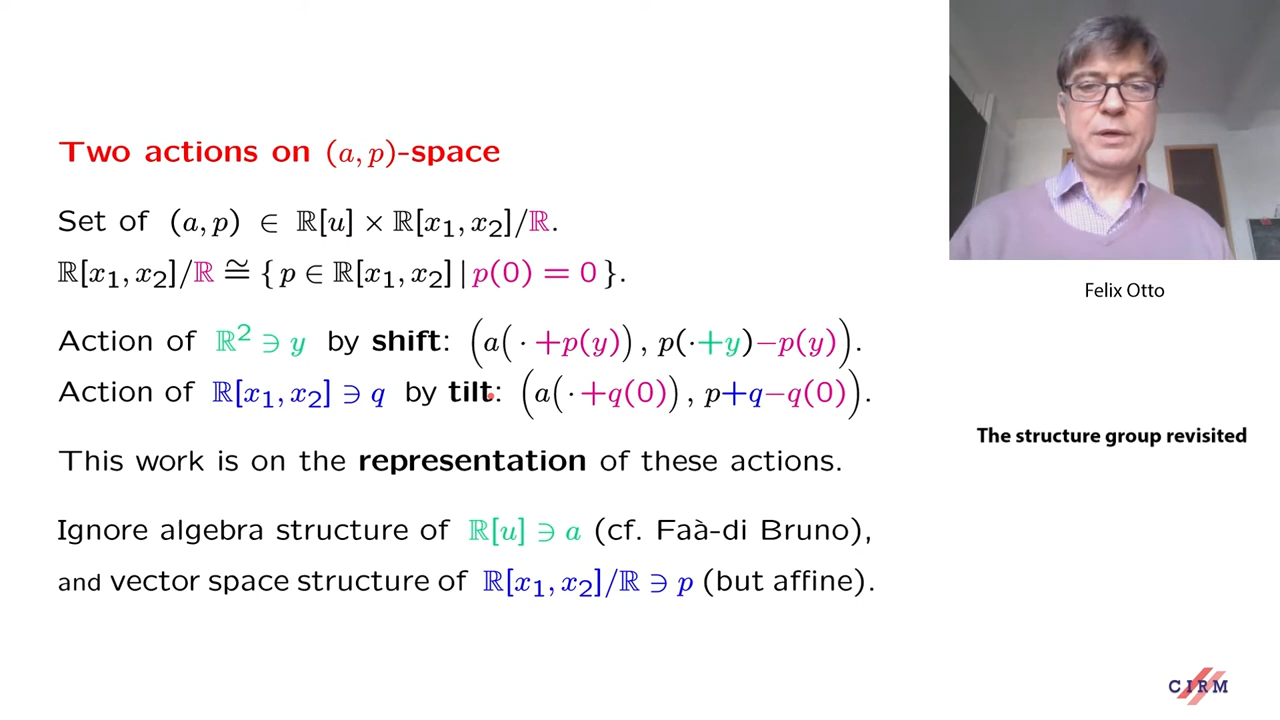 Two actions on (a, p)-space
Set of (a, p) ∈ ℝ[u] × ℝ[x₁, x₂]/ℝ.
ℝ[x₁, x₂]/ℝ ≅ { p ∈ ℝ[x₁, x₂] | p(0) = 0 }.
Action of ℝ² ∋ y by shift: (a( · +p(y)) , p(·+y)−p(y)).
Action of ℝ[x₁, x₂] ∋ q by tilt: (a( · +q(0)) , p+q−q(0)).
This work is on the representation of these actions.
Ignore algebra structure of ℝ[u] ∋ a (cf. Faà-di Bruno),
and vector space structure of ℝ[x₁, x₂]/ℝ ∋ p (but affine).
Felix Otto
The structure group revisited
CIRM